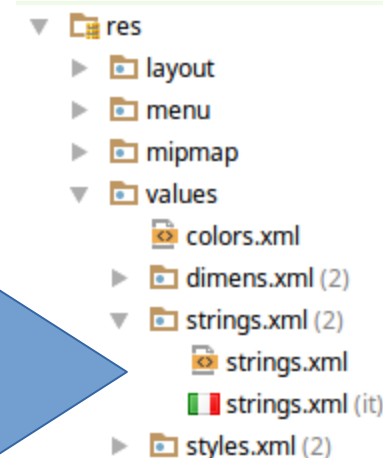 res
layout
menu
mipmap
values
colors.xml
dimens.xml (2)
strings.xml (2)
strings.xml
strings.xml (it)
styles.xml (2)